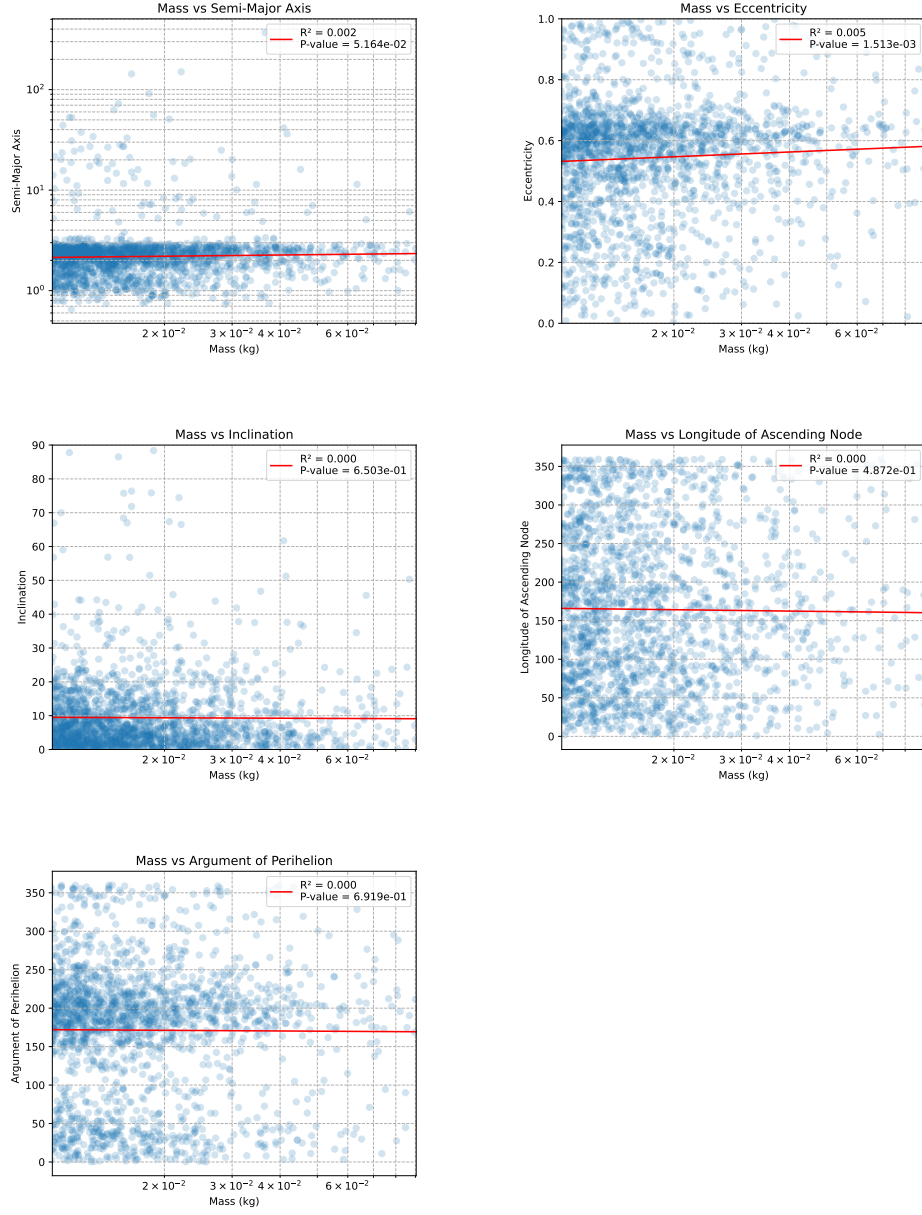 Mass vs Semi-Major Axis
R² = 0.002
P-value = 5.164e-02
Semi-Major Axis
10²
10¹
10⁰
2 × 10⁻² 3 × 10⁻² 4 × 10⁻² 6 × 10⁻²
Mass (kg)
Mass vs Eccentricity
R² = 0.005
P-value = 1.513e-03
Eccentricity
1.0
0.8
0.6
0.4
0.2
0.0
2 × 10⁻² 3 × 10⁻² 4 × 10⁻² 6 × 10⁻²
Mass (kg)
Mass vs Inclination
R² = 0.000
P-value = 6.503e-01
Inclination
90
80
70
60
50
40
30
20
10
0
2 × 10⁻² 3 × 10⁻² 4 × 10⁻² 6 × 10⁻²
Mass (kg)
Mass vs Longitude of Ascending Node
R² = 0.000
P-value = 4.872e-01
Longitude of Ascending Node
350
300
250
200
150
100
50
0
2 × 10⁻² 3 × 10⁻² 4 × 10⁻² 6 × 10⁻²
Mass (kg)
Mass vs Argument of Perihelion
R² = 0.000
P-value = 6.919e-01
Argument of Perihelion
350
300
250
200
150
100
50
0
2 × 10⁻² 3 × 10⁻² 4 × 10⁻² 6 × 10⁻²
Mass (kg)